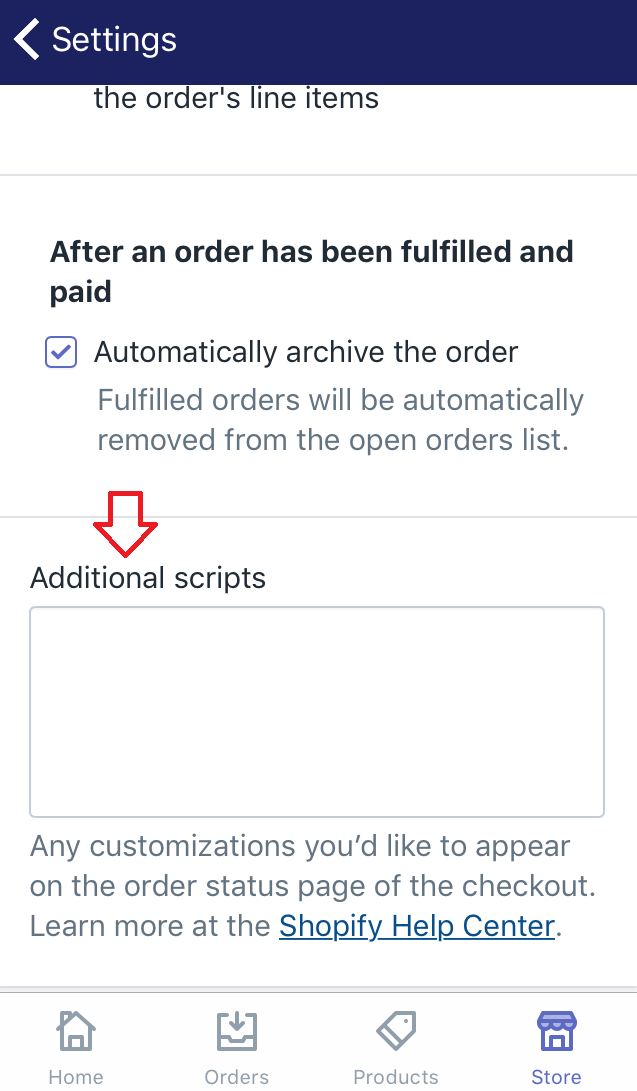 Settings
the order's line items
After an order has been fulfilled and
paid
Automatically archive the order
Fulfilled orders will be automatically
removed from the open orders list.
Additional scripts
Any customizations you’d like to appear
on the order status page of the checkout.
Learn more at the Shopify Help Center.
Home Orders Products Store